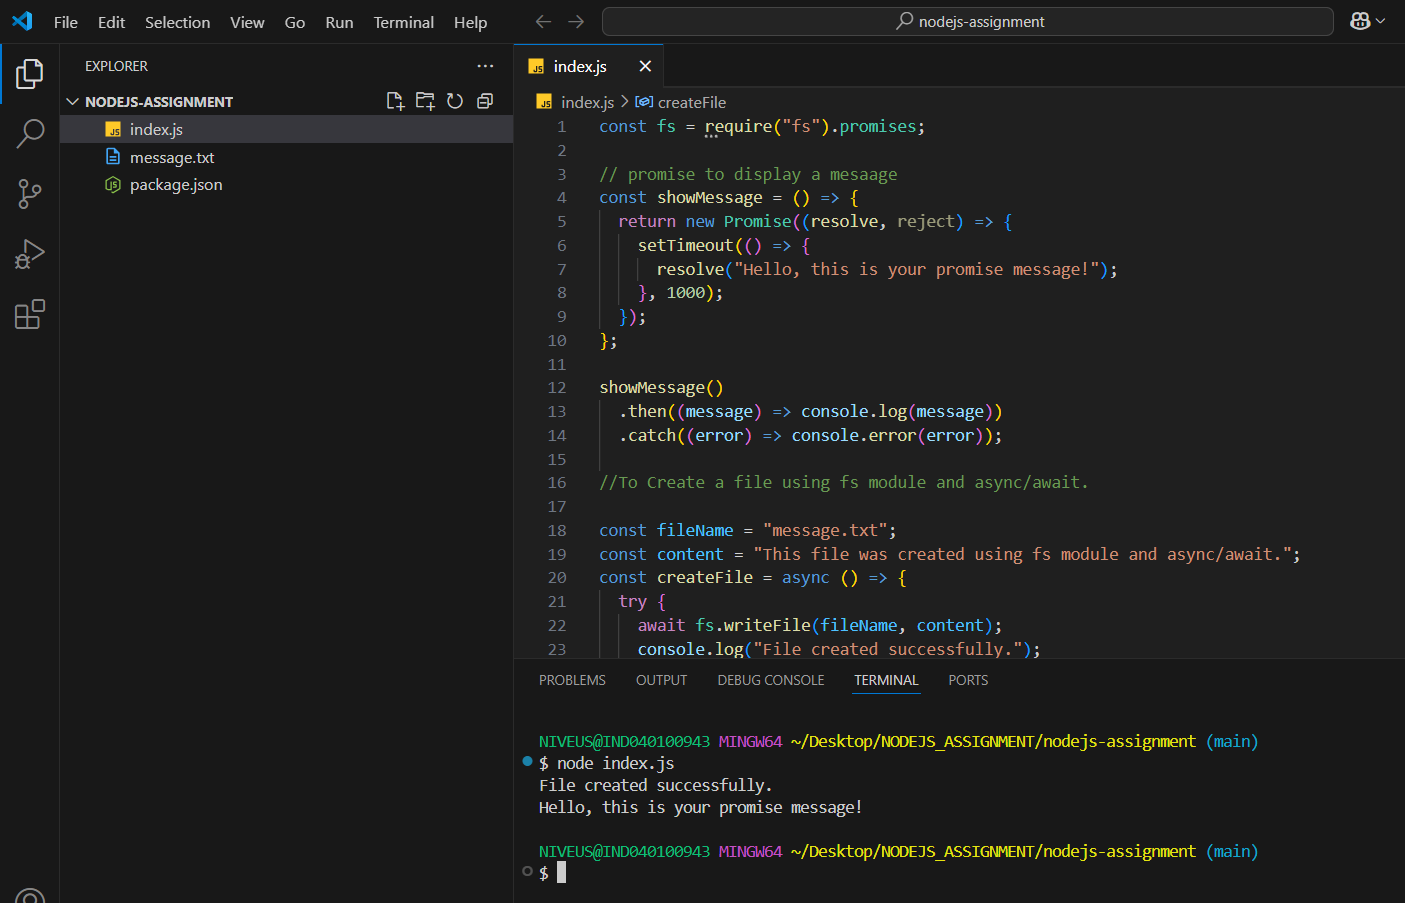 File Edit Selection View Go Run Terminal Help
nodejs-assignment
EXPLORER
NODEJS-ASSIGNMENT
JS index.js
message.txt
package.json
JS index.js
JS index.js > createFile
1 const fs = require("fs").promises;
2
3 // promise to display a mesaage
4 const showMessage = () => {
5 return new Promise((resolve, reject) => {
6 setTimeout(() => {
7 resolve("Hello, this is your promise message!");
8 }, 1000);
9 });
10 };
11
12 showMessage()
13 .then((message) => console.log(message))
14 .catch((error) => console.error(error));
15
16 //To Create a file using fs module and async/await.
17
18 const fileName = "message.txt";
19 const content = "This file was created using fs module and async/await.";
20 const createFile = async () => {
21 try {
22 await fs.writeFile(fileName, content);
23 console.log("File created successfully.");
PROBLEMS OUTPUT DEBUG CONSOLE TERMINAL PORTS
NIVEUS@IND040100943 MINGW64 ~/Desktop/NODEJS_ASSIGNMENT/nodejs-assignment (main)
$ node index.js
File created successfully.
Hello, this is your promise message!
NIVEUS@IND040100943 MINGW64 ~/Desktop/NODEJS_ASSIGNMENT/nodejs-assignment (main)
$